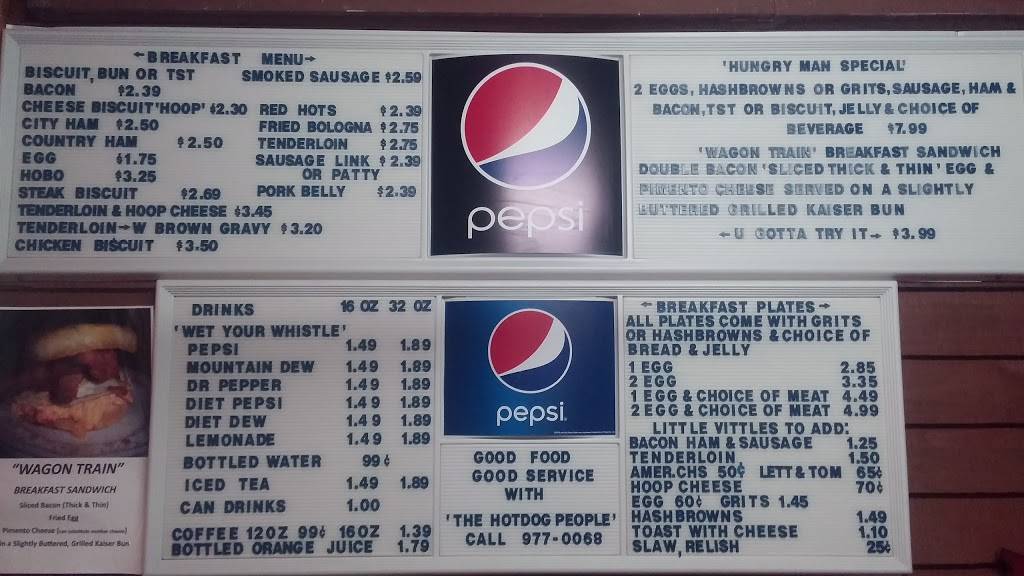 ←BREAKFAST MENU→
BISCUIT, BUN OR TST
BACON $2.39
CHEESE BISCUIT 'HOOP' $2.30
CITY HAM $2.50
COUNTRY HAM $2.50
EGG $1.75
HOBO $3.25
STEAK BISCUIT $2.69
TENDERLOIN & HOOP CHEESE $3.45
TENDERLOIN→W BROWN GRAVY $3.20
CHICKEN BISCUIT $3.50
SMOKED SAUSAGE $2.59
RED HOTS $2.39
FRIED BOLOGNA $2.75
TENDERLOIN $2.75
SAUSAGE LINK $2.39
OR PATTY
PORK BELLY $2.39
pepsi
'HUNGRY MAN SPECIAL'
2 EGGS, HASHBROWNS OR GRITS, SAUSAGE, HAM &
BACON, TST OR BISCUIT, JELLY & CHOICE OF
BEVERAGE $7.99
'WAGON TRAIN' BREAKFAST SANDWICH
DOUBLE BACON 'SLICED THICK & THIN' EGG &
PIMENTO CHEESE SERVED ON A SLIGHTLY
BUTTERED GRILLED KAISER BUN
←U GOTTA TRY IT→ $3.99
"WAGON TRAIN"
BREAKFAST SANDWICH
Sliced Bacon (Thick & Thin)
Fried Egg
Pimento Cheese (can substitute another cheese)
n a Slightly Buttered, Grilled Kaiser Bun
DRINKS 16 OZ 32 OZ
'WET YOUR WHISTLE'
PEPSI 1.49 1.89
MOUNTAIN DEW 1.49 1.89
DR PEPPER 1.49 1.89
DIET PEPSI 1.49 1.89
DIET DEW 1.49 1.89
LEMONADE 1.49 1.89
BOTTLED WATER 99¢
ICED TEA 1.49 1.89
CAN DRINKS 1.00
COFFEE 12OZ 99¢ 16OZ 1.39
BOTTLED ORANGE JUICE 1.79
pepsi
GOOD FOOD
GOOD SERVICE
WITH
'THE HOTDOG PEOPLE'
CALL 977-0068
←BREAKFAST PLATES→
ALL PLATES COME WITH GRITS
OR HASHBROWNS & CHOICE OF
BREAD & JELLY
1 EGG 2.85
2 EGG 3.35
1 EGG & CHOICE OF MEAT 4.49
2 EGG & CHOICE OF MEAT 4.99
LITTLE VITTLES TO ADD:
BACON HAM & SAUSAGE 1.25
TENDERLOIN 1.50
AMER.CHS 50¢ LETT & TOM 65¢
HOOP CHEESE 70¢
EGG 60¢ GRITS 1.45
HASHBROWNS 1.49
TOAST WITH CHEESE 1.10
SLAW, RELISH 25¢